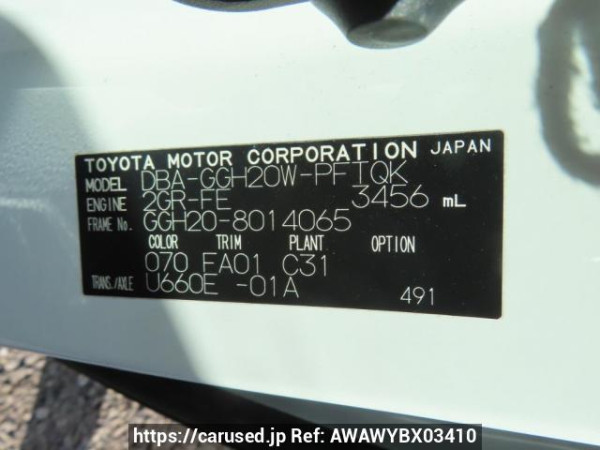 TOYOTA MOTOR CORPORATION JAPAN
MODEL DBA-GGH20W-PFTQK
ENGINE 2GR-FE 3456 mL
FRAME No. GGH20-8014065
COLOR TRIM PLANT OPTION
070 FA01 C31
TRANS./AXLE U660E -01A
491
https://carused.jp Ref: AWAWYBX03410